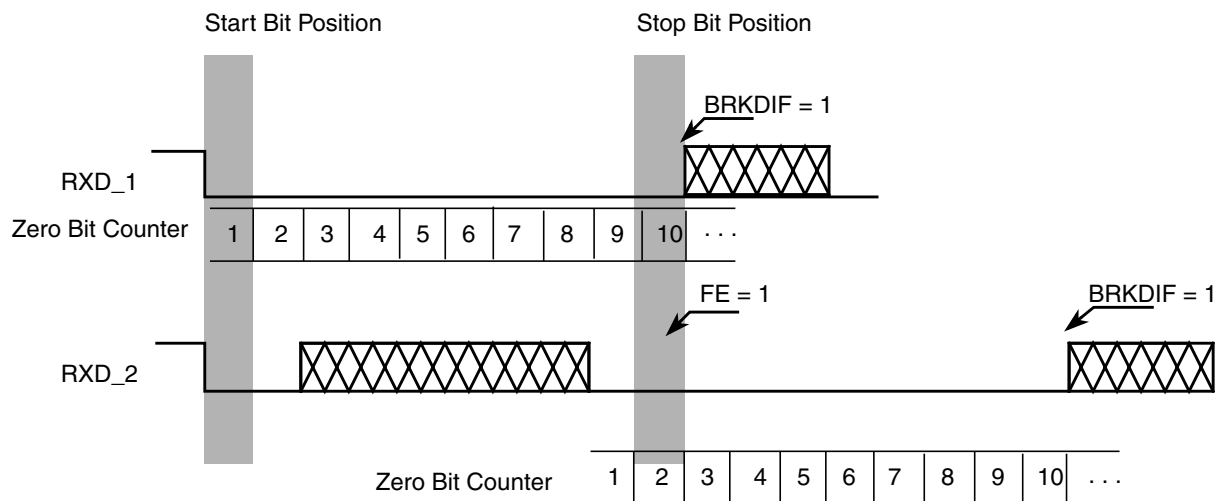 Start Bit Position Stop Bit Position
BRKDIF = 1
RXD_1
Zero Bit Counter 1 2 3 4 5 6 7 8 9 10 . . .
FE = 1 BRKDIF = 1
RXD_2
Zero Bit Counter 1 2 3 4 5 6 7 8 9 10 . . .